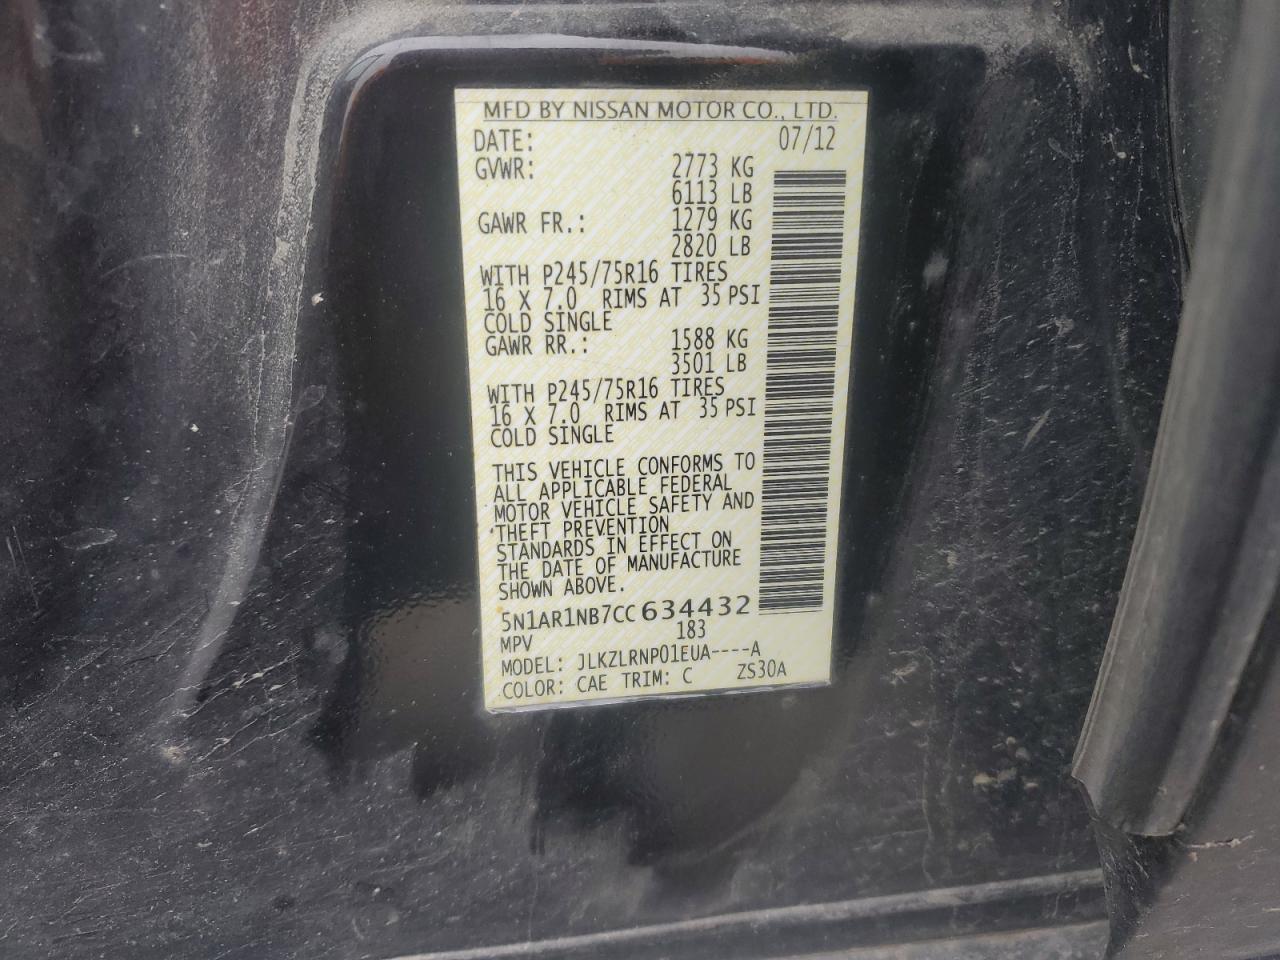 MFD BY NISSAN MOTOR CO., LTD.
DATE: 07/12
GVWR: 2773 KG
6113 LB
GAWR FR.: 1279 KG
2820 LB
WITH P245/75R16 TIRES
16 X 7.0 RIMS AT 35 PSI
COLD SINGLE
GAWR RR.: 1588 KG
3501 LB
WITH P245/75R16 TIRES
16 X 7.0 RIMS AT 35 PSI
COLD SINGLE
THIS VEHICLE CONFORMS TO
ALL APPLICABLE FEDERAL
MOTOR VEHICLE SAFETY AND
THEFT PREVENTION
STANDARDS IN EFFECT ON
THE DATE OF MANUFACTURE
SHOWN ABOVE.
5N1AR1NB7CC634432
MPV 183
MODEL: JLKZLRNP01EUA----A
COLOR: CAE TRIM: C ZS30A